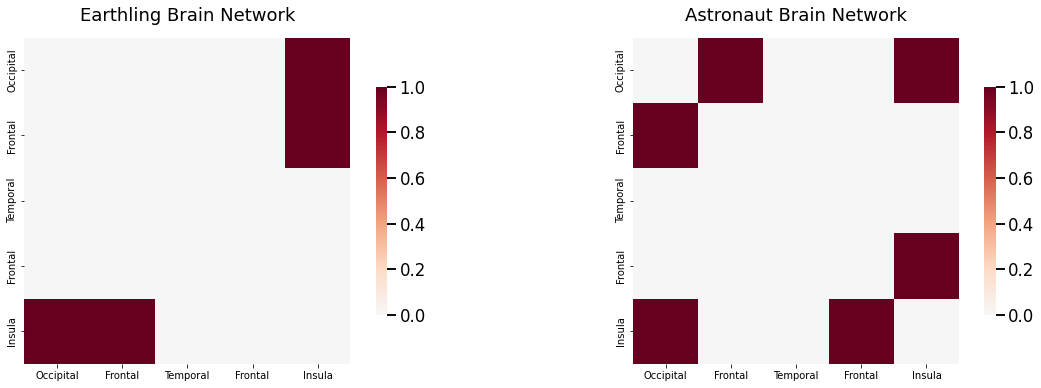 Earthling Brain Network
Occipital
Frontal
Temporal
Frontal
Insula
Occipital Frontal Temporal Frontal Insula
1.0
0.8
0.6
0.4
0.2
0.0
Astronaut Brain Network
Occipital
Frontal
Temporal
Frontal
Insula
Occipital Frontal Temporal Frontal Insula
1.0
0.8
0.6
0.4
0.2
0.0